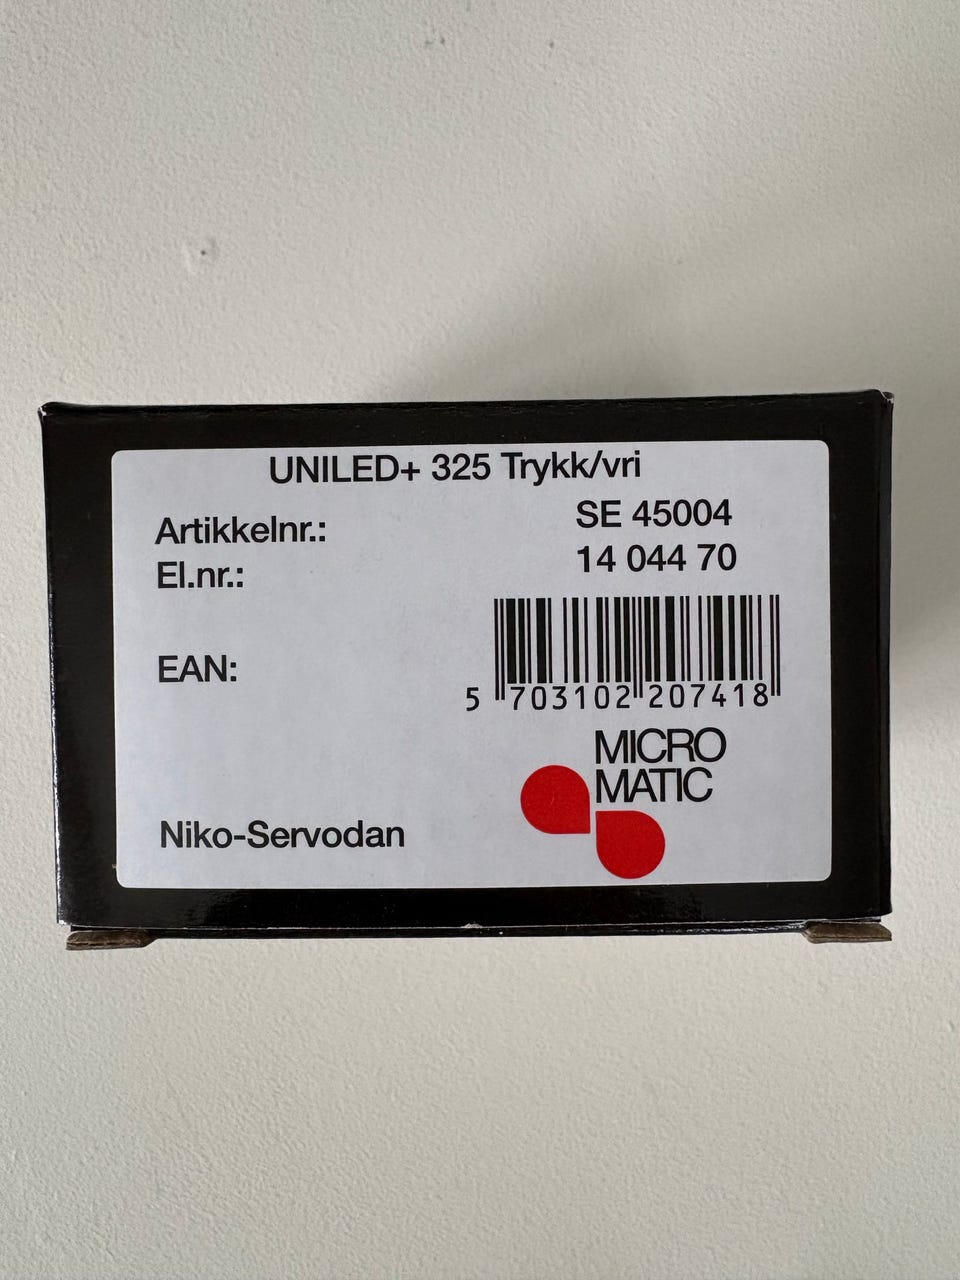 UNILED+ 325 Trykk/vri
Artikkelnr.: SE 45004
El.nr.: 14 044 70
EAN: 5 703102 207418
MICRO
MATIC
Niko-Servodan